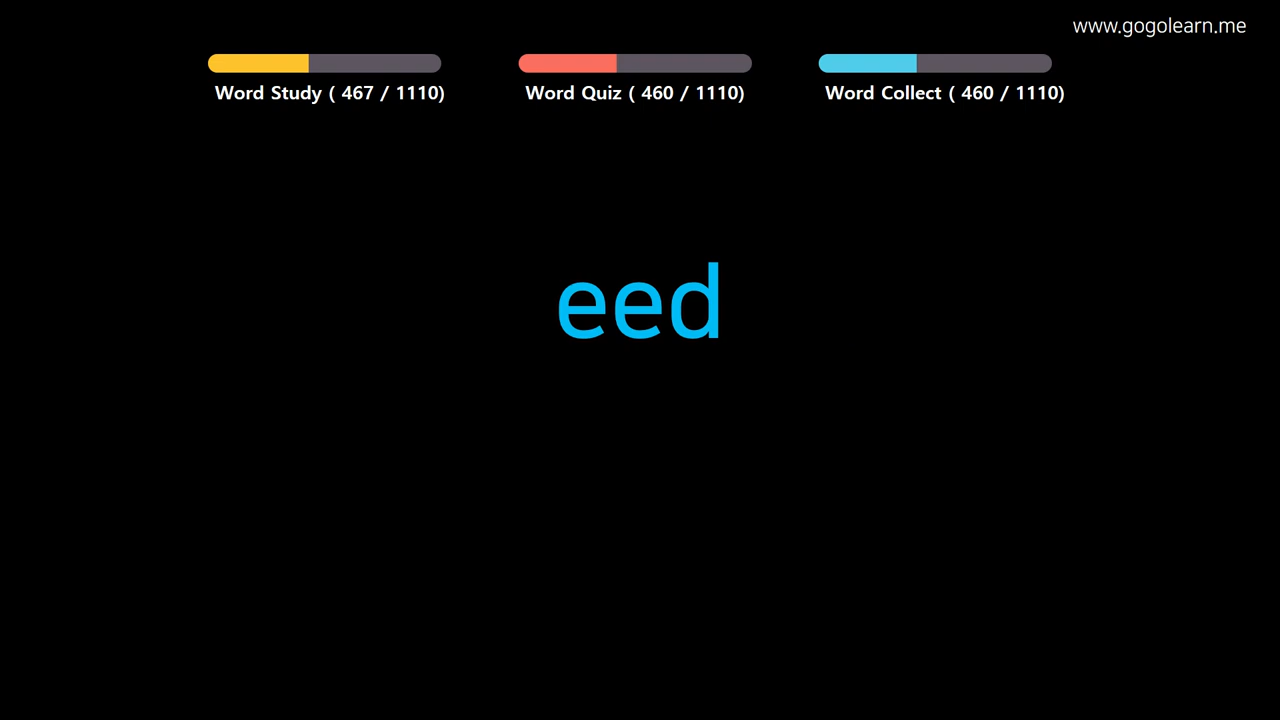 www.gogolearn.me
Word Study ( 467 / 1110)
Word Quiz ( 460 / 1110)
Word Collect ( 460 / 1110)
eed